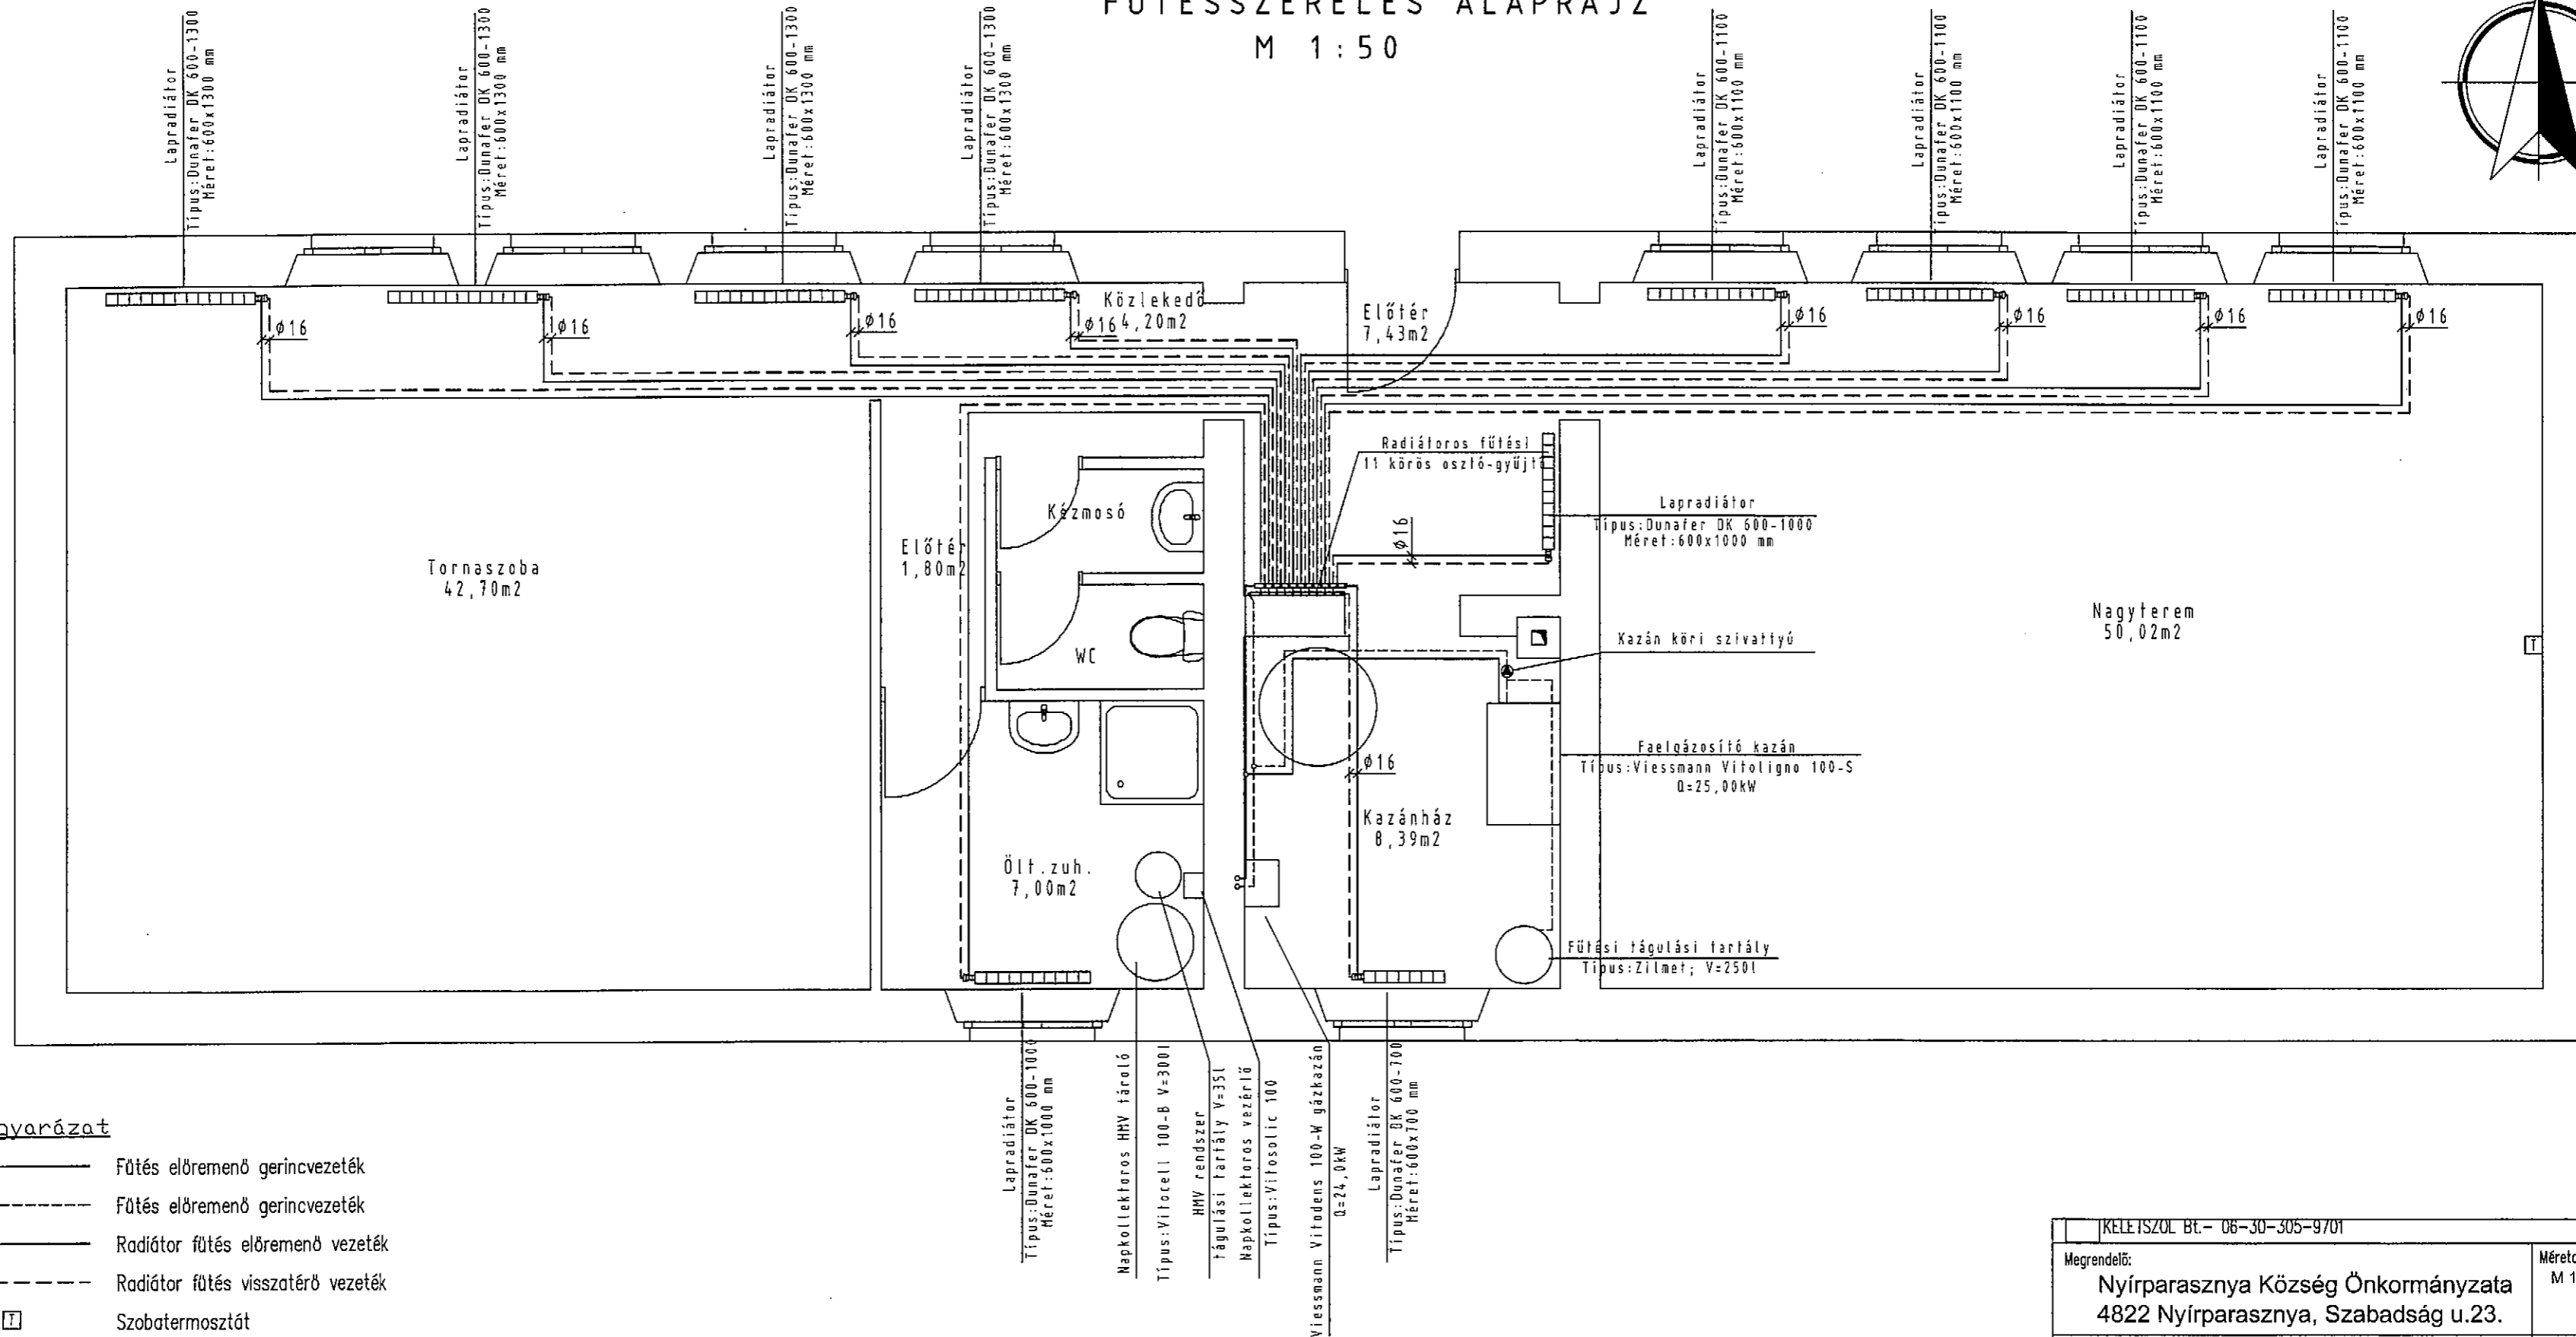 FŰTÉSSZERELÉS ALAPRAJZ
M 1:50
Lapradiátor
Típus:Dunafer DK 600-1300
Méret:600x1300 mm
Lapradiátor
Típus:Dunafer DK 600-1300
Méret:600x1300 mm
Lapradiátor
Típus:Dunafer DK 600-1300
Méret:600x1300 mm
Lapradiátor
Típus:Dunafer DK 600-1300
Méret:600x1300 mm
Lapradiátor
Típus:Dunafer DK 600-1100
Méret:600x1100 mm
Lapradiátor
Típus:Dunafer DK 600-1100
Méret:600x1100 mm
Lapradiátor
Típus:Dunafer DK 600-1100
Méret:600x1100 mm
Lapradiátor
Típus:Dunafer DK 600-1100
Méret:600x1100 mm
ϕ16
ϕ16
ϕ16
ϕ16
Közlekedő
4,20m2
Előtér
7,43m2
ϕ16
ϕ16
ϕ16
ϕ16
Radiátoros fűtési
11 körös osztó-gyűjtő
Lapradiátor
Típus:Dunafer DK 600-1000
Méret:600x1000 mm
ϕ16
Kézmosó
Előtér
1,80m2
Tornaszoba
42,70m2
WC
Nagyterem
50,02m2
T
Kazán köri szivattyú
Faelgázosító kazán
Típus:Viessmann Vitoligno 100-S
Q=25,00kW
ϕ16
Kazánház
8,39m2
Ölt.zuh.
7,00m2
Fűtési tágulási tartály
Típus:Zilmet; V=250l
Lapradiátor
Típus:Dunafer DK 600-1000
Méret:600x1000 mm
Napkollektoros HMV tároló
Típus:Vitocell 100-B V=300l
HMV rendszer
tágulási tartály V=35l
Napkollektoros vezérlő
Típus:Vitosolic 100
Viessmann Vitodens 100-W gázkazán
Q=24,0kW
Lapradiátor
Típus:Dunafer DK 600-700
Méret:600x700 mm
gyarázat
Fűtés előremenő gerincvezeték
Fűtés előremenő gerincvezeték
Radiátor fűtés előremenő vezeték
Radiátor fűtés visszatérő vezeték
T Szobatermosztát
KELETSZOL Bt.- 06-30-305-9701
Megrendelő:
Nyírparasznya Község Önkormányzata
4822 Nyírparasznya, Szabadság u.23.
M 1